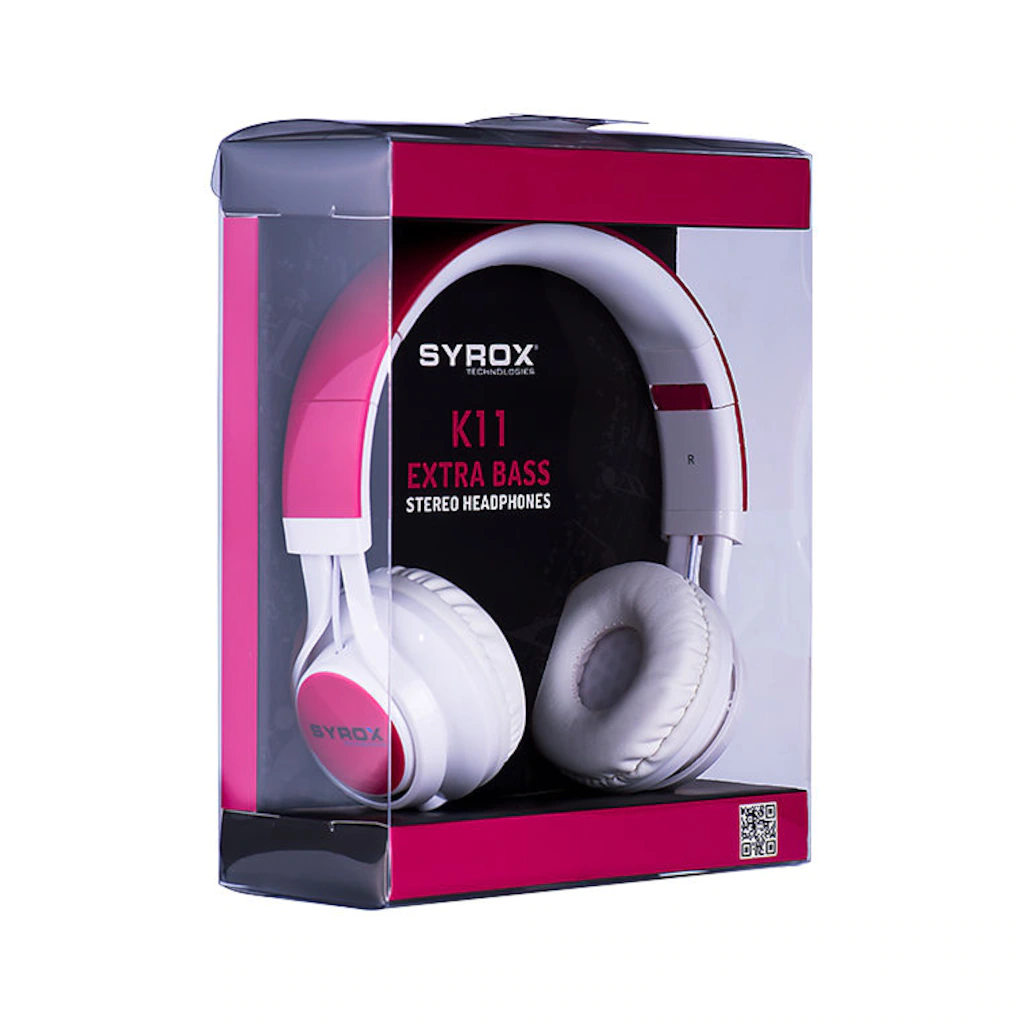 SYROX®
TECHNOLOGIES
K11
EXTRA BASS
STEREO HEADPHONES
R
SYROX